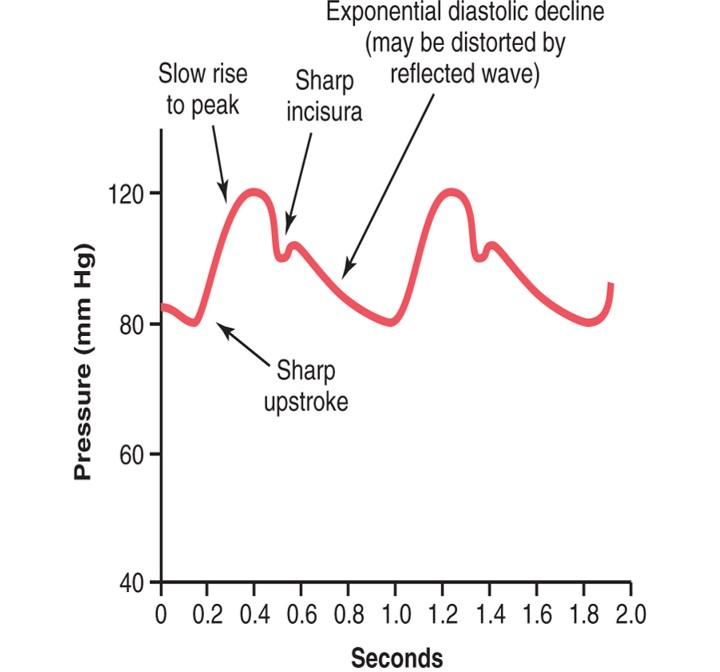 Exponential diastolic decline
(may be distorted by
reflected wave)
Slow rise
to peak
Sharp
incisura
120
80
60
40
Pressure (mm Hg)
Sharp
upstroke
0 0.2 0.4 0.6 0.8 1.0 1.2 1.4 1.6 1.8 2.0
Seconds